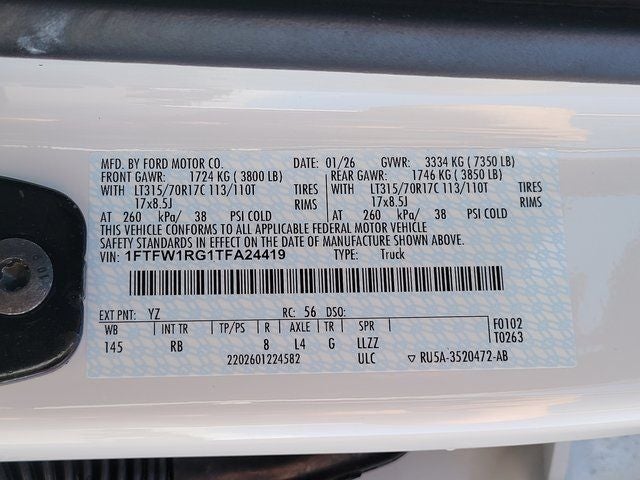 MFD. BY FORD MOTOR CO. DATE: 01/26 GVWR: 3334 KG ( 7350 LB)
FRONT GAWR: 1724 KG ( 3800 LB) REAR GAWR: 1746 KG ( 3850 LB)
WITH LT315/70R17C 113/110T TIRES WITH LT315/70R17C 113/110T TIRES
17x8.5J RIMS 17x8.5J RIMS
AT 260 kPa/ 38 PSI COLD AT 260 kPa/ 38 PSI COLD
THIS VEHICLE CONFORMS TO ALL APPLICABLE FEDERAL MOTOR VEHICLE
SAFETY STANDARDS IN EFFECT ON THE DATE OF MANUFACTURE SHOWN ABOVE.
VIN: 1FTFW1RG1TFA24419 TYPE: Truck
EXT PNT: YZ RC: 56 DSO:
WB INT TR TP/PS R AXLE TR SPR F0102
145 RB 8 L4 G LLZZ T0263
2202601224582 ULC ▽ RU5A-3520472-AB